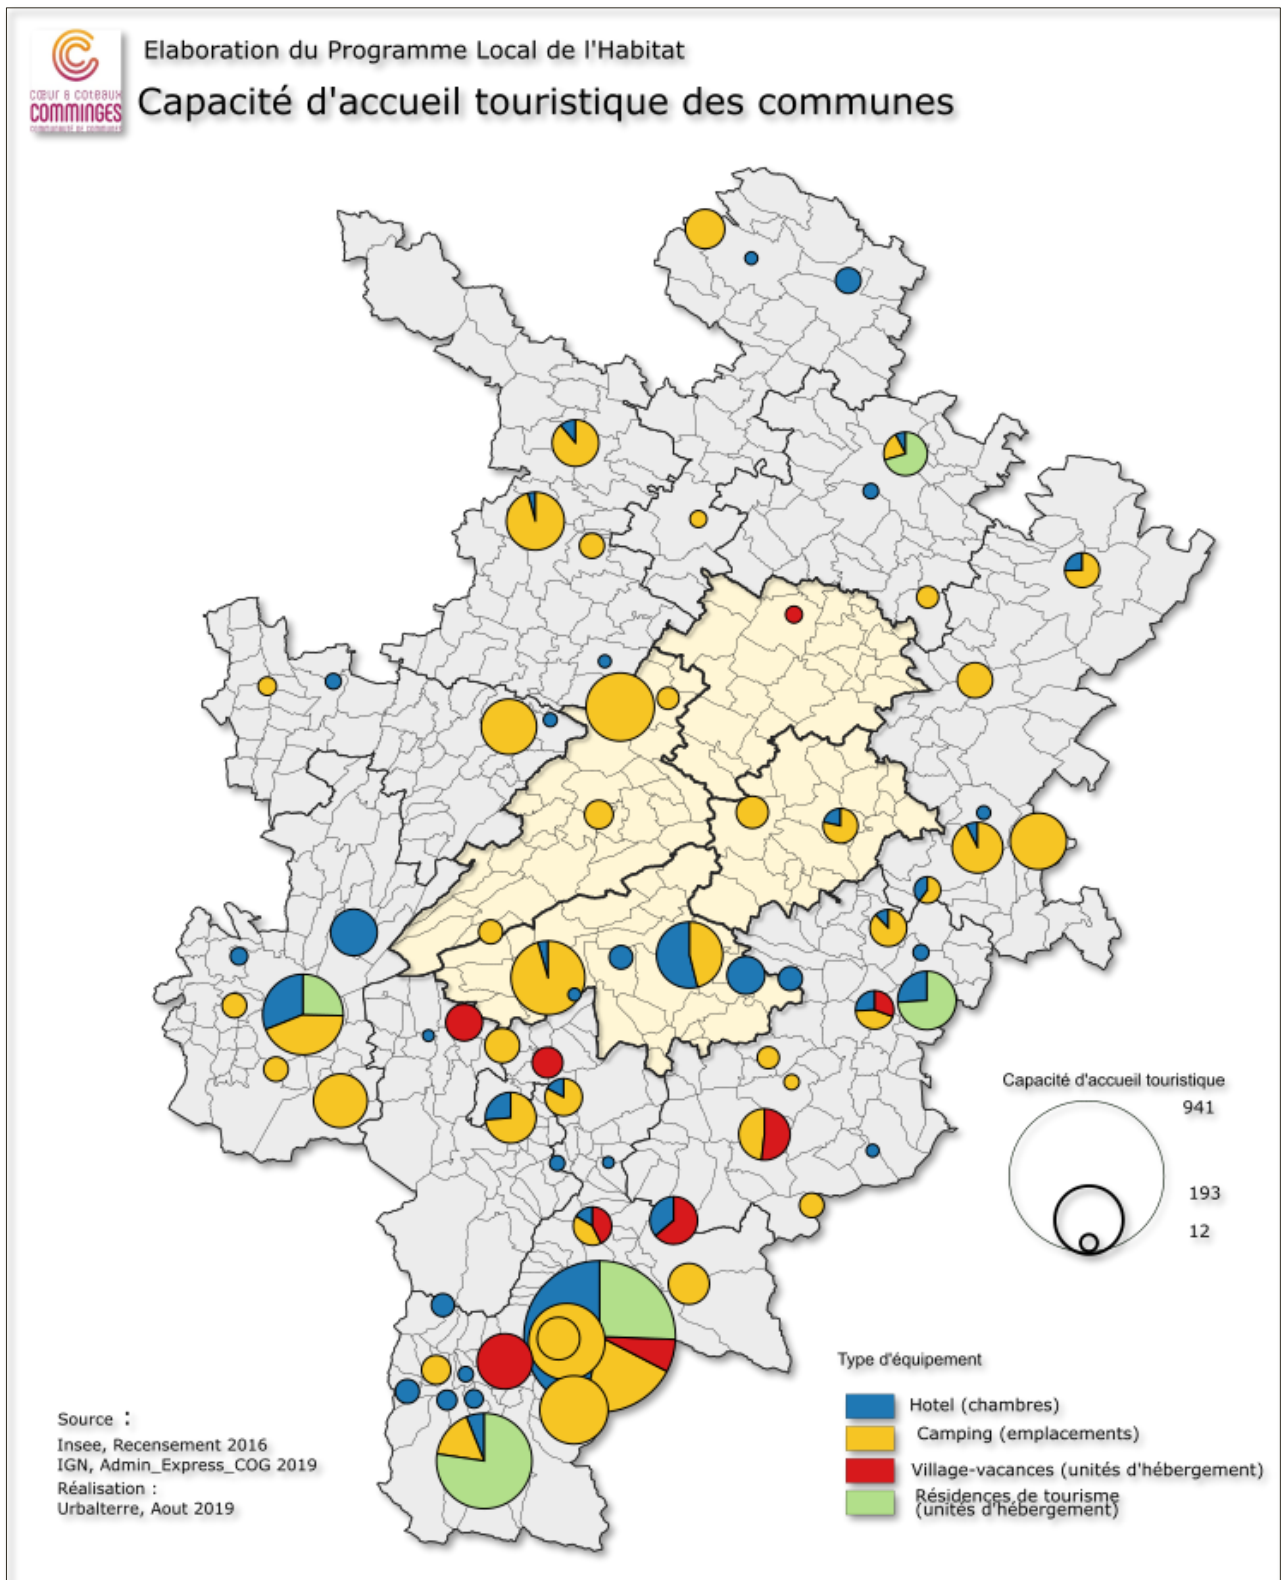 Elaboration du Programme Local de l'Habitat
Capacité d'accueil touristique des communes
cœur & coteaux
COMMINGES
Capacité d'accueil touristique
941
193
12
Type d'équipement
Hotel (chambres)
Camping (emplacements)
Village-vacances (unités d'hébergement)
Résidences de tourisme
(unités d'hébergement)
Source :
Insee, Recensement 2016
IGN, Admin_Express_COG 2019
Réalisation :
Urbalterre, Aout 2019